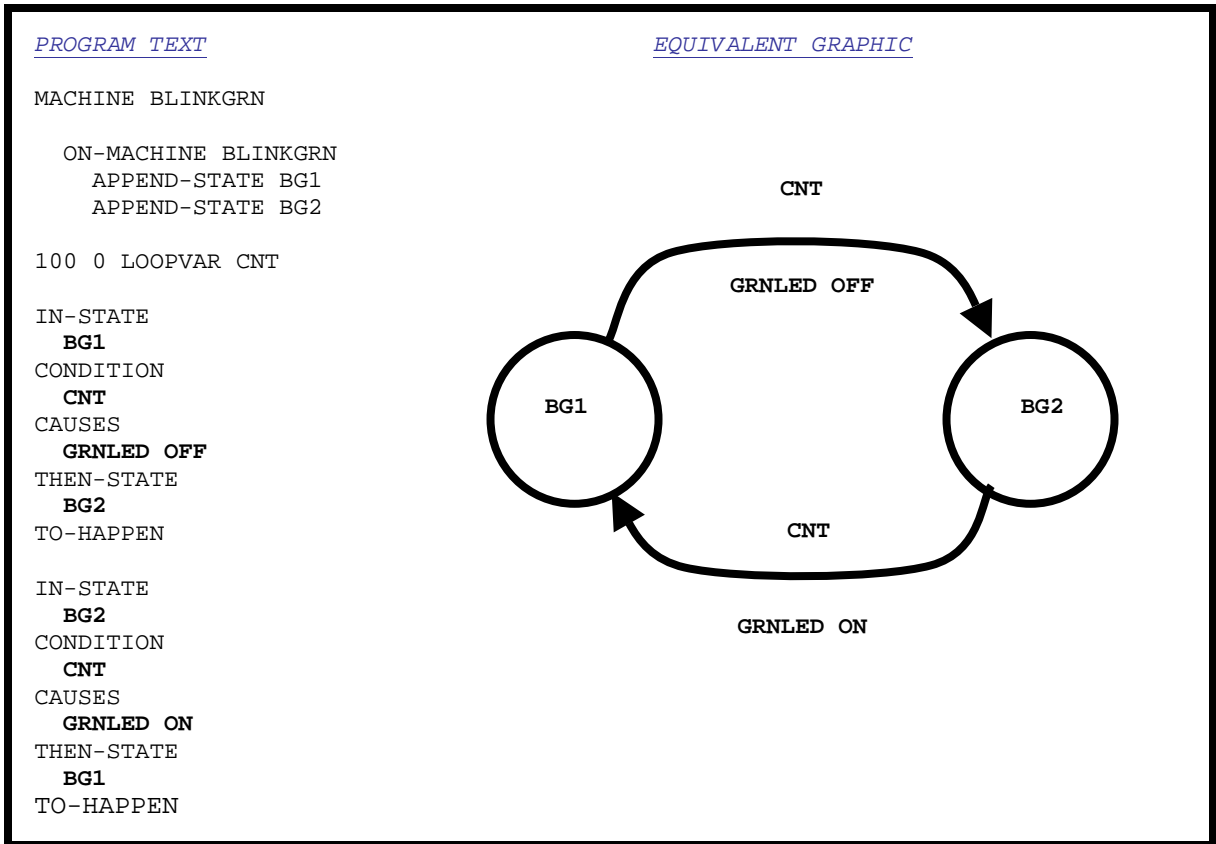 PROGRAM TEXT
MACHINE BLINKGRN
ON-MACHINE BLINKGRN
APPEND-STATE BG1
APPEND-STATE BG2
100 0 LOOPVAR CNT
IN-STATE
BG1
CONDITION
CNT
CAUSES
GRNLED OFF
THEN-STATE
BG2
TO-HAPPEN
IN-STATE
BG2
CONDITION
CNT
CAUSES
GRNLED ON
THEN-STATE
BG1
TO-HAPPEN
EQUIVALENT GRAPHIC
CNT
GRNLED OFF
BG1
BG2
CNT
GRNLED ON